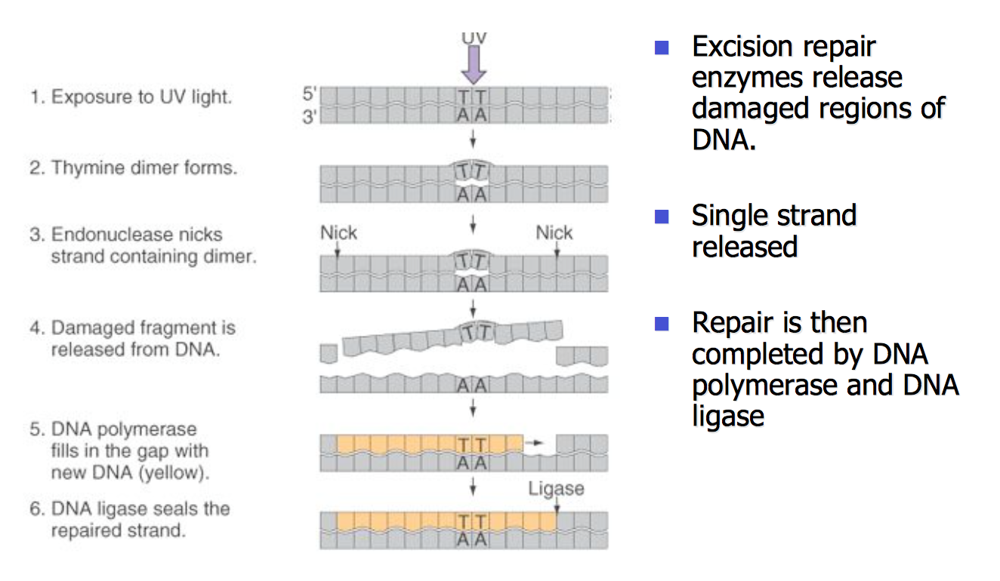 UV
1. Exposure to UV light.
5'
3'
T T
A A
2. Thymine dimer forms.
T T
A A
3. Endonuclease nicks
strand containing dimer.
Nick
Nick
T T
A A
4. Damaged fragment is
released from DNA.
T T
A A
5. DNA polymerase
fills in the gap with
new DNA (yellow).
T T
A A
6. DNA ligase seals the
repaired strand.
Ligase
T T
A A
Excision repair
enzymes release
damaged regions of
DNA.
Single strand
released
Repair is then
completed by DNA
polymerase and DNA
ligase